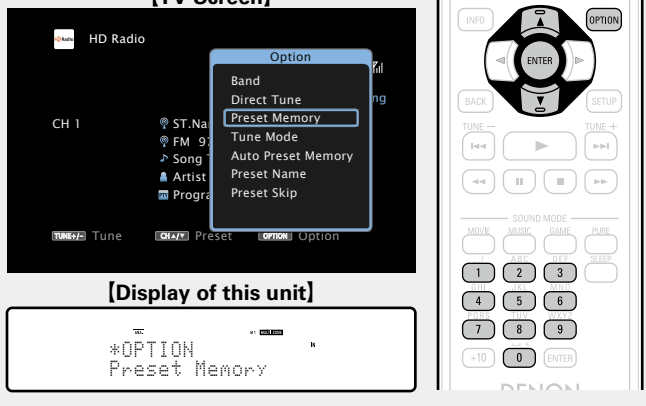 【TV Screen】
HD Radio
Option
Band
ng
Direct Tune
CH 1
ST.Na
Preset Memory
FM 97
Tune Mode
Song T
Auto Preset Memory
Artist
Preset Name
Progra
Preset Skip
TUNE+/- Tune
CH▲/▼ Preset
OPTION Option
【Display of this unit】
*OPTION
Preset Memory
INFO
OPTION
ENTER
BACK
SETUP
TUNE −
TUNE +
SOUND MODE
MOVIE MUSIC GAME PURE
/ ABC DEF SLEEP
1 2 3
GHI JKL MNO
4 5 6
PQRS TUV WXYZ
7 8 9
+10 0 ENTER
DENON